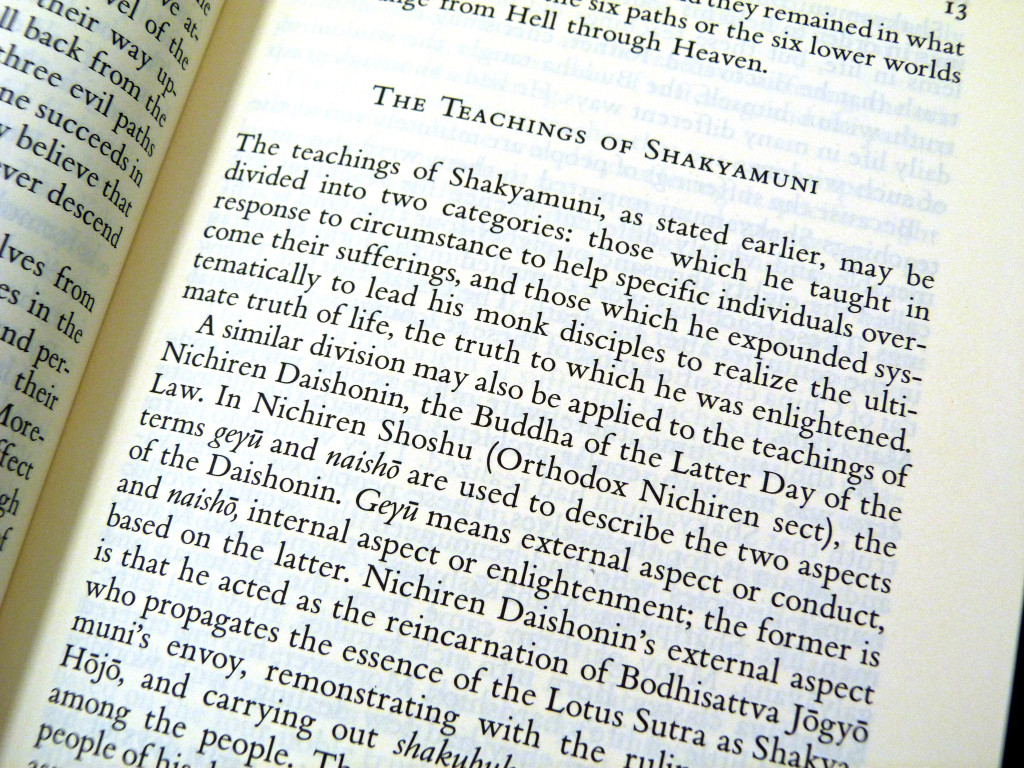 their way up-
back from the
three evil paths
ne succeeds in
believe that
ever descend
lves from
es in the
nd per-
their
More-
ffect
gh
of
13
they remained in what
six paths of the six lower worlds
from Hell through Heaven.
THE TEACHINGS OF SHAKYAMUNI
The teachings of Shakyamuni, as stated earlier, may be
divided into two categories: those which he taught in
response to circumstance to help specific individuals over-
come their sufferings, and those which he expounded sys-
tematically to lead his monk disciples to realize the ulti-
mate truth of life, the truth to which he was enlightened.
A similar division may also be applied to the teachings of
Nichiren Daishonin, the Buddha of the Latter Day of the
Law. In Nichiren Shoshu (Orthodox Nichiren sect), the
terms geyū and naishō are used to describe the two aspects
of the Daishonin. Geyū means external aspect or conduct,
and naishō, internal aspect or enlightenment; the former is
based on the latter. Nichiren Daishonin's external aspect
is that he acted as the reincarnation of Bodhisattva Jōgyō
who propagates the essence of the Lotus Sutra as Shakya-
muni's envoy, remonstrating with the
Hōjō, and carrying out
among the people.
people of his